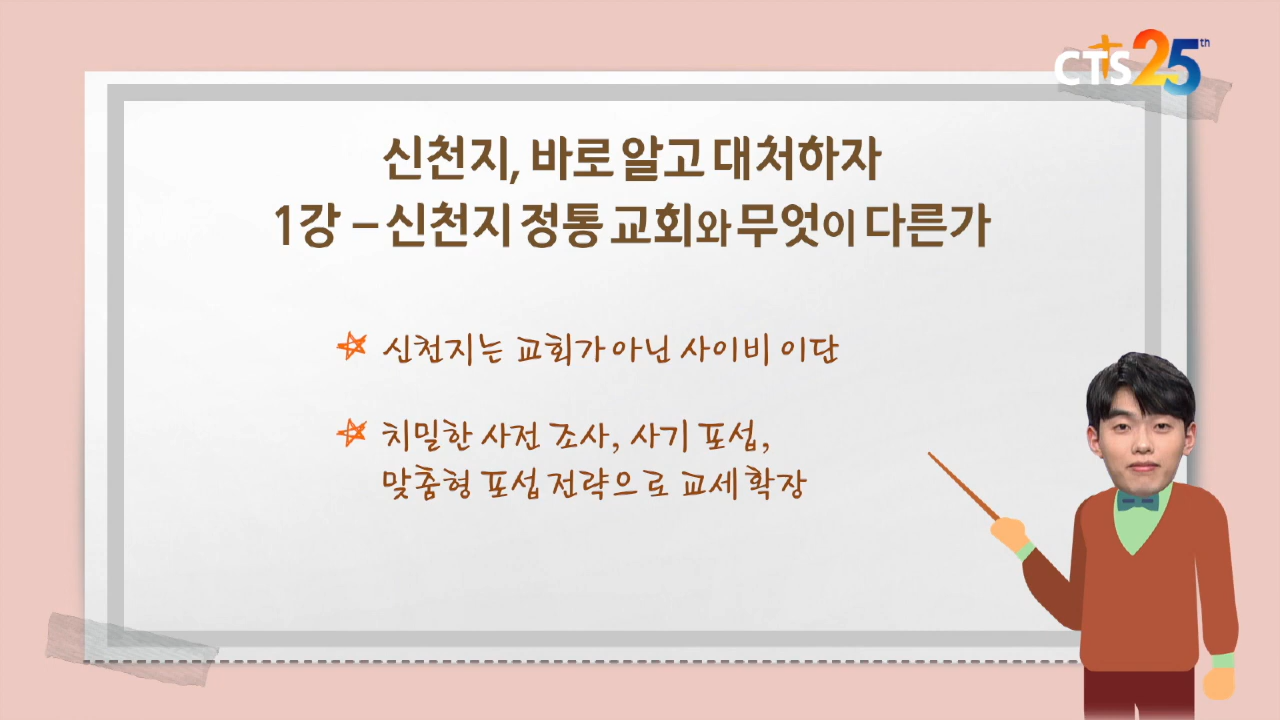 CTS25th
신천지, 바로 알고 대처하자
1강 – 신천지 정통 교회와 무엇이 다른가
신천지는 교회가 아닌 사이비 이단
치밀한 사전 조사, 사기 포섭,
맞춤형 포섭 전략으로 교세 확장